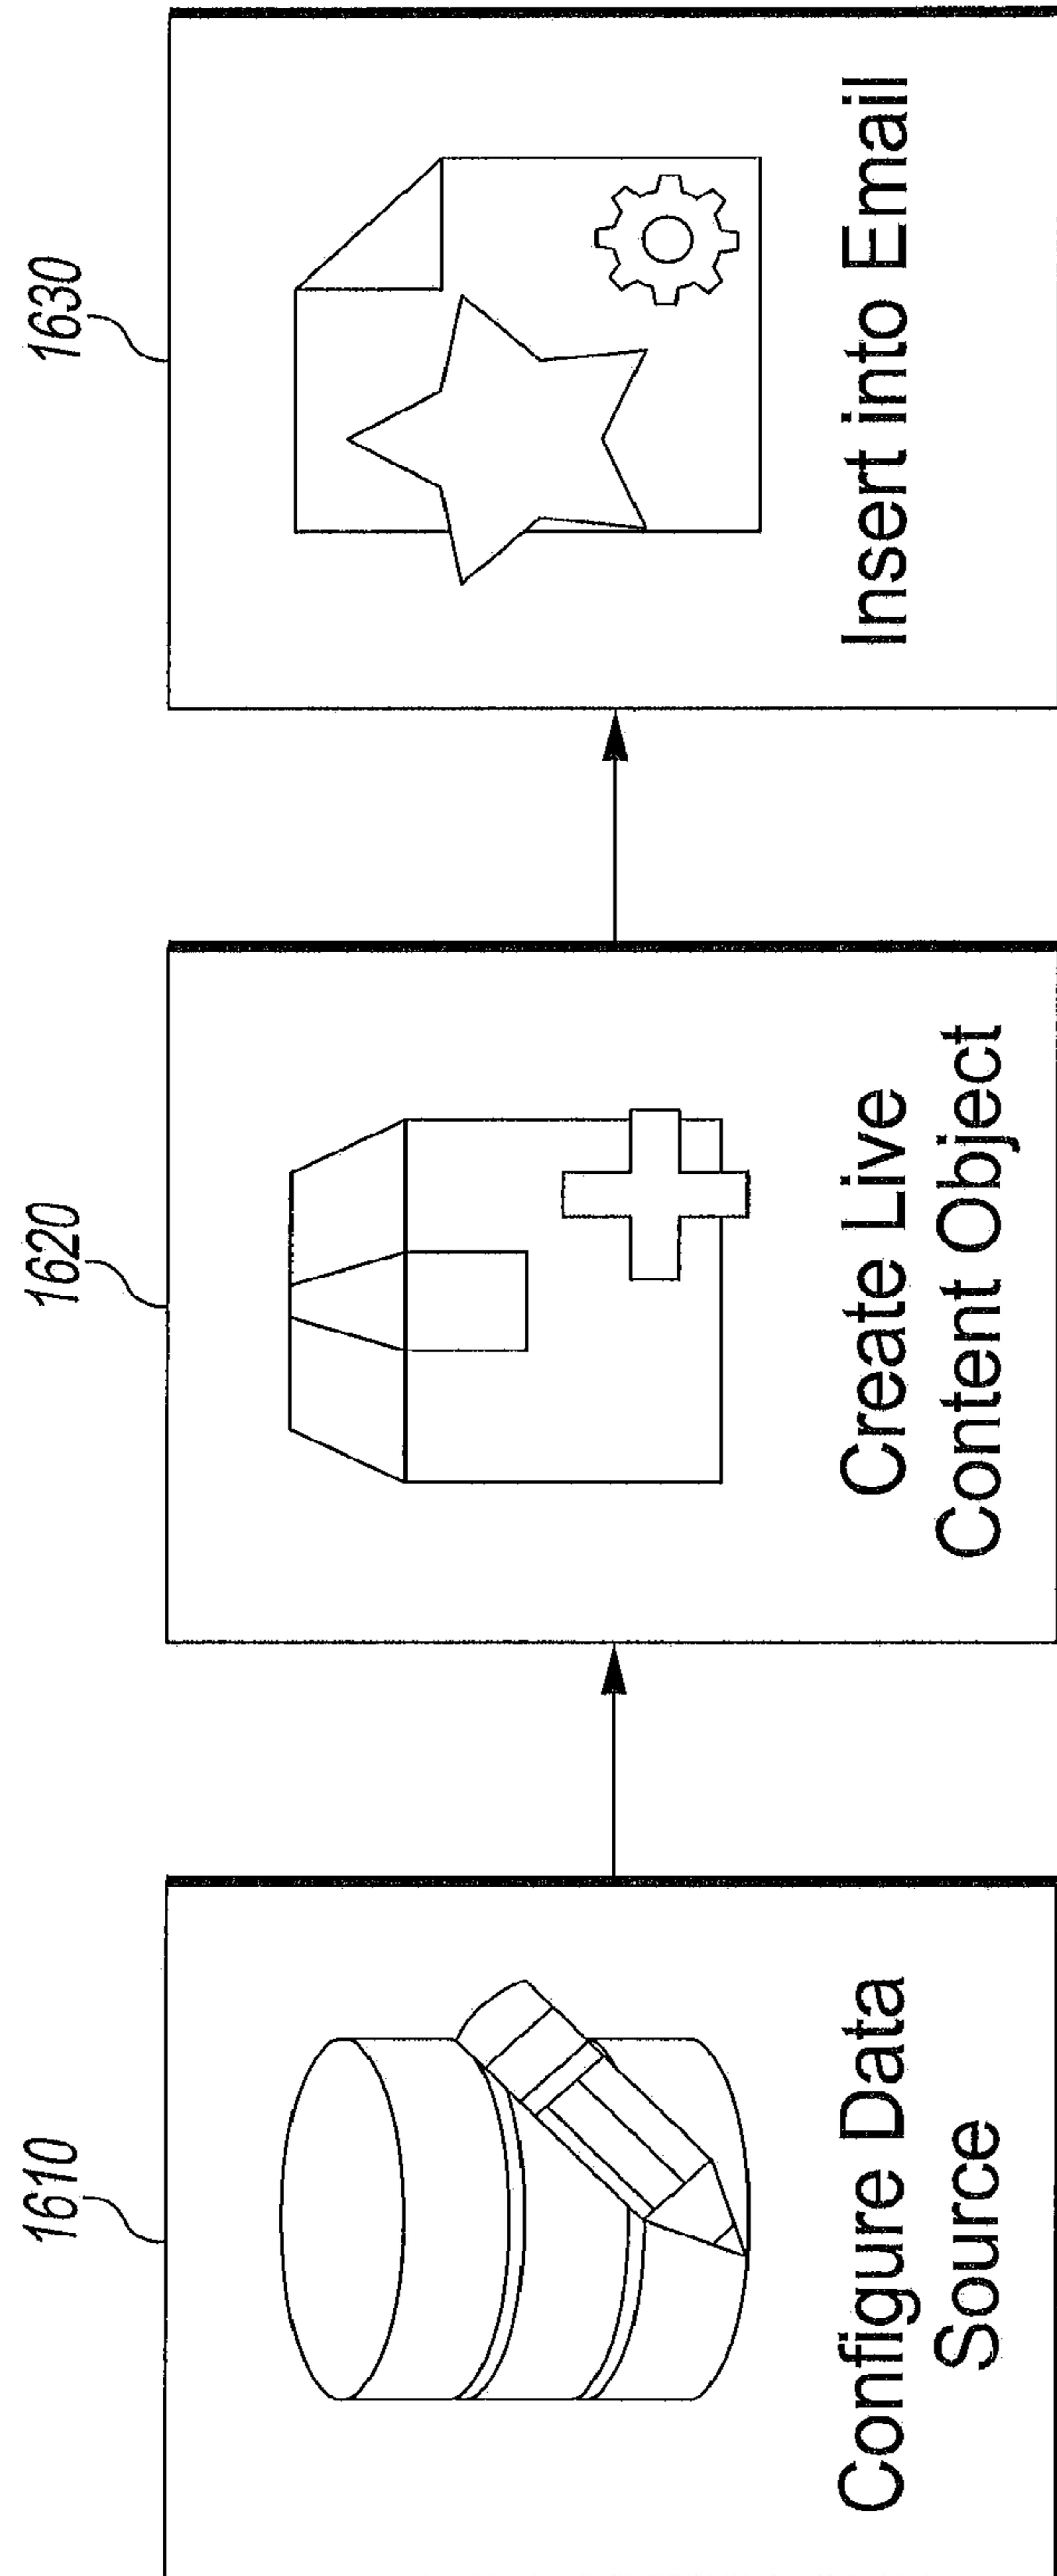 1610
Configure Data
Source
1620
Create Live
Content Object
1630
Insert into Email